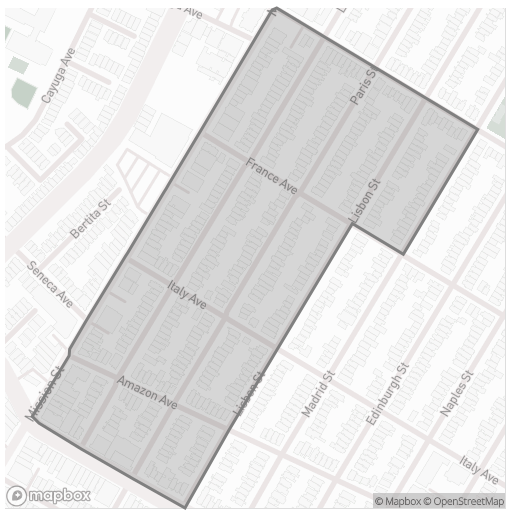 Ave
Cayuga Ave
Paris S
France Ave
Lisbon St
Bertita St
Seneca Ave
Italy Ave
Mission St
Amazon Ave
Lisbon St
Madrid St
Edinburgh St
Naples St
Italy Ave
mapbox
© Mapbox © OpenStreetMap